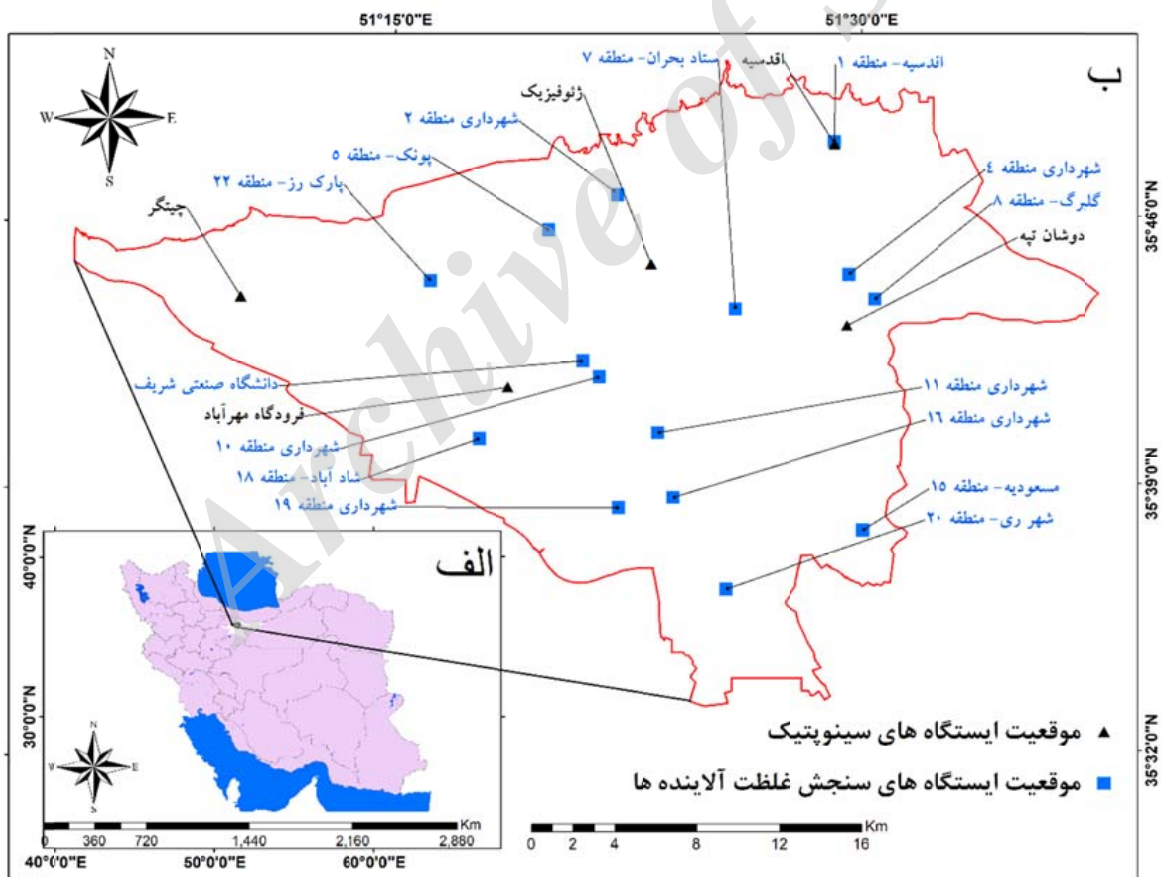 51°15'0"E
51°30'0"E
ب
N
W
E
S
ستاد بحران- منطقه ۷
اقدسیه
اقدسیه- منطقه ۱
ژئوفیزیک
شهرداری منطقه ۲
پونک- منطقه ۵
پارک رز- منطقه ۲۲
چیتگر
شهرداری منطقه ۴
گلبرگ- منطقه ۸
دوشان تپه
35°46'0"N
دانشگاه صنعتی شریف
فرودگاه مهرآباد
شهرداری منطقه ۱۰
شاد آباد- منطقه ۱۸
شهرداری منطقه ۱۹
شهرداری منطقه ۱۱
شهرداری منطقه ۱۶
مسعودیه- منطقه ۱۵
شهر ری- منطقه ۲۰
35°39'0"N
35°32'0"N
الف
40°0'0"N
30°0'0"N
N
E
S
Km
0 360 720 1,440 2,160 2,880
40°0'0"E
50°0'0"E
60°0'0"E
موقعیت ایستگاه های سینوپتیک
موقعیت ایستگاه های سنجش غلظت آلاینده ها
Km
0 2 4 8 12 16
Archive of